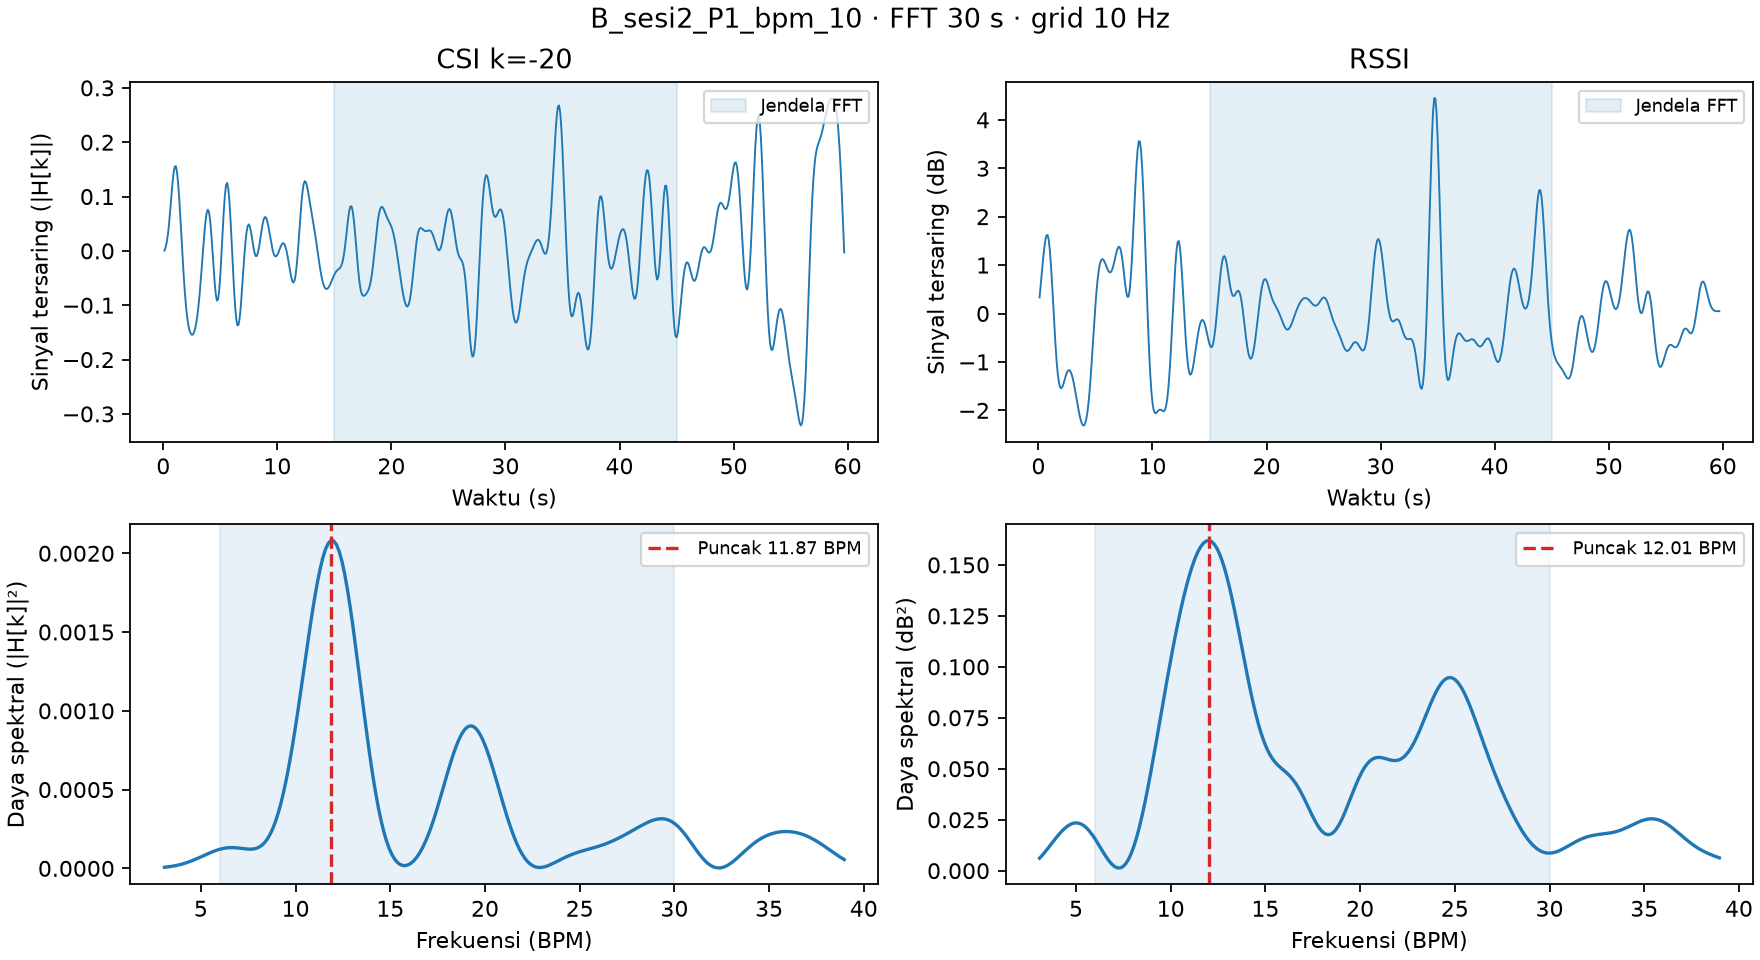 B_sesi2_P1_bpm_10 · FFT 30 s · grid 10 Hz
CSI k=-20
Sinyal tersaring (|H[k]|)
0.3
0.2
0.1
0.0
−0.1
−0.2
−0.3
Jendela FFT
0 10 20 30 40 50 60
Waktu (s)
RSSI
Sinyal tersaring (dB)
4
3
2
1
0
−1
−2
Jendela FFT
0 10 20 30 40 50 60
Waktu (s)
Daya spektral (|H[k]|²)
0.0020
0.0015
0.0010
0.0005
0.0000
Puncak 11.87 BPM
5 10 15 20 25 30 35 40
Frekuensi (BPM)
Daya spektral (dB²)
0.150
0.125
0.100
0.075
0.050
0.025
0.000
Puncak 12.01 BPM
5 10 15 20 25 30 35 40
Frekuensi (BPM)